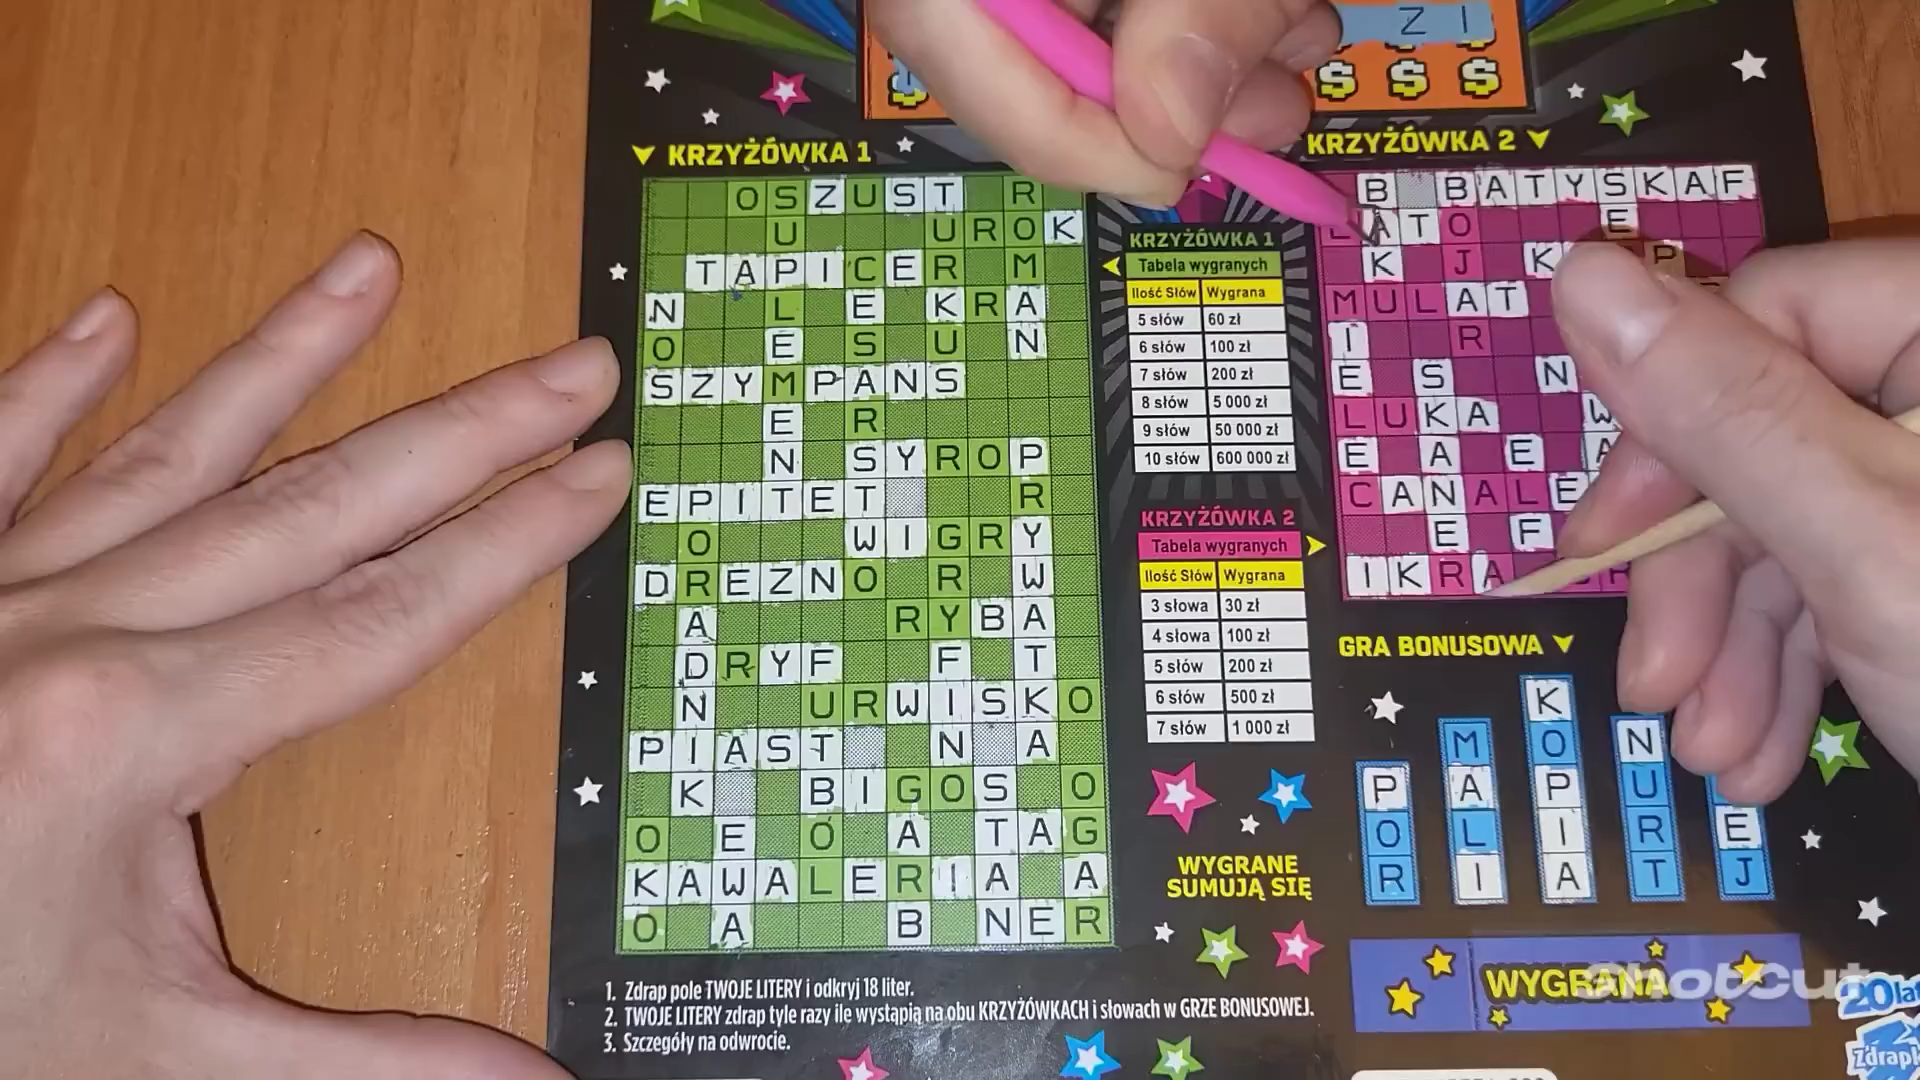 Z I
$ $ $ $
KRZYŻÓWKA 1
KRZYŻÓWKA 2
OSZUST R
U U R O K
TAPICER M
N L E K R A
O E S U N
SZYMPANS
E R
N SYROP
EPITET R
O WIGRY
DREZNO R W
A RYBA
DRYF F T
N URWISKO
PIAST N A
K BIGOS O
O E O A TAG
KAWALERIA A
O A B NER
KRZYŻÓWKA 1
Tabela wygranych
Ilość Słów Wygrana
5 słów 60 zł
6 słów 100 zł
7 słów 200 zł
8 słów 5 000 zł
9 słów 50 000 zł
10 słów 600 000 zł
KRZYŻÓWKA 2
Tabela wygranych
Ilość Słów Wygrana
3 słowa 30 zł
4 słowa 100 zł
5 słów 200 zł
6 słów 500 zł
7 słów 1 000 zł
B BATYSKAF
ATO E
K J K P
MULAT
I R
E S N
LUKA W
E A E A
CANALE
E F
IKRA R
GRA BONUSOWA
POR
MALI
KOPIA
NURT
EJ
WYGRANE
SUMUJĄ SIĘ
WYGRANA
Shotcut
20 lat
1. Zdrap pole TWOJE LITERY i odkryj 18 liter.
2. TWOJE LITERY zdrap tyle razy ile wystąpią na obu KRZYŻÓWKACH i słowach w GRZE BONUSOWEJ.
3. Szczegóły na odwrocie.